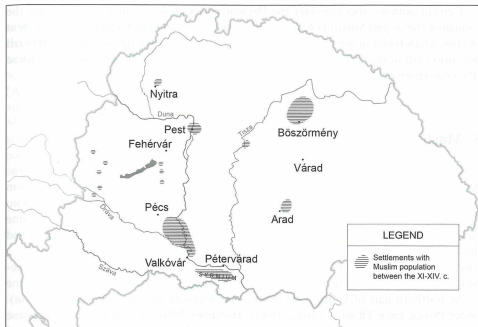 Nyitra
Duna
Pest
Tisza
Böszörmény
Fehérvár
Várad
Pécs
Dráva
Arad
Valkóvár
Pétervárad
Száva
SYRMIUM
LEGEND
Settlements with
Muslim population
between the XI-XIV. c.